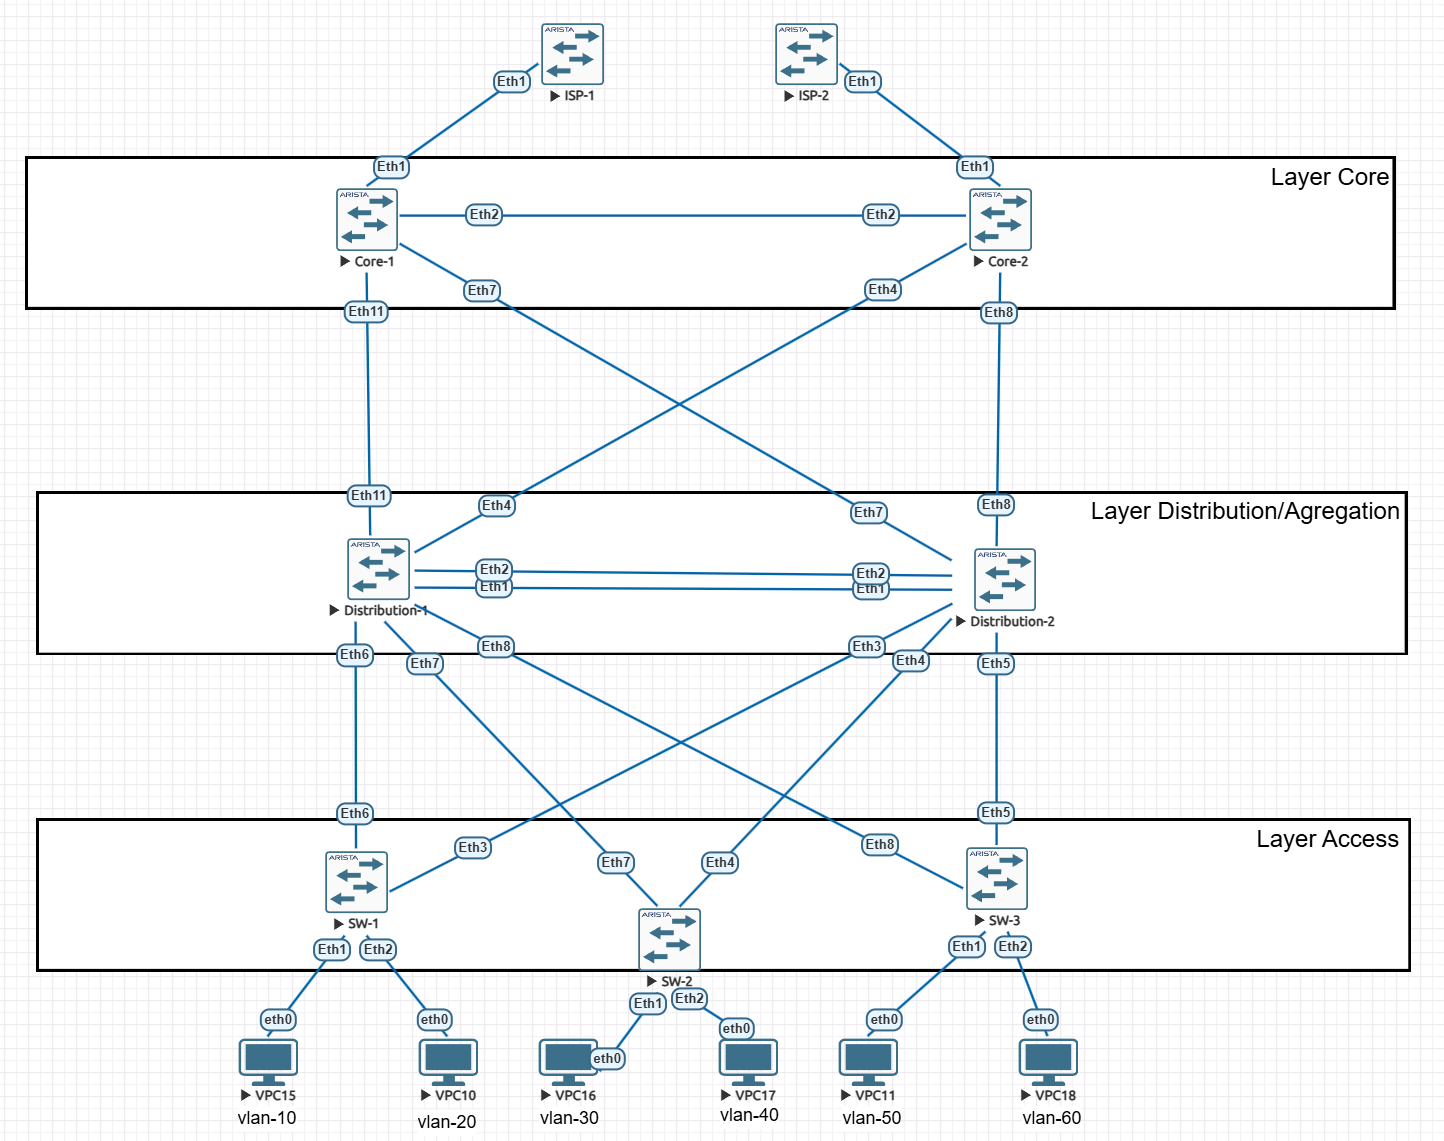 ARISTA
ARISTA
Eth1
Eth1
ISP-1
ISP-2
Eth1
Eth1
Layer Core
ARISTA
ARISTA
Eth2
Eth2
Core-1
Core-2
Eth7
Eth4
Eth11
Eth8
Eth11
Eth4
Eth8
Eth7
Layer Distribution/Agregation
ARISTA
ARISTA
Eth2
Eth2
Eth1
Eth1
Distribution-1
Distribution-2
Eth6
Eth7
Eth8
Eth3
Eth4
Eth5
Eth6
Eth5
Layer Access
Eth3
Eth7
Eth4
Eth8
ARISTA
ARISTA
ARISTA
SW-1
SW-3
Eth1
Eth2
Eth1
Eth2
SW-2
Eth1
Eth2
eth0
eth0
eth0
eth0
eth0
eth0
VPC15
VPC10
VPC16
VPC17
VPC11
VPC18
vlan-10
vlan-20
vlan-30
vlan-40
vlan-50
vlan-60